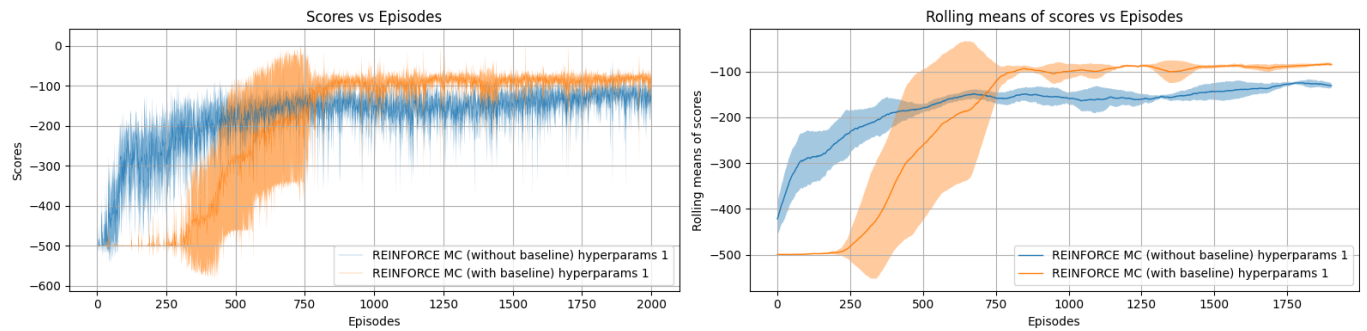 Scores vs Episodes
Scores
0
−100
−200
−300
−400
−500
−600
0
250
500
750
1000
1250
1500
1750
2000
Episodes
REINFORCE MC (without baseline) hyperparams 1
REINFORCE MC (with baseline) hyperparams 1
Rolling means of scores vs Episodes
Rolling means of scores
−100
−200
−300
−400
−500
0
250
500
750
1000
1250
1500
1750
Episodes
REINFORCE MC (without baseline) hyperparams 1
REINFORCE MC (with baseline) hyperparams 1